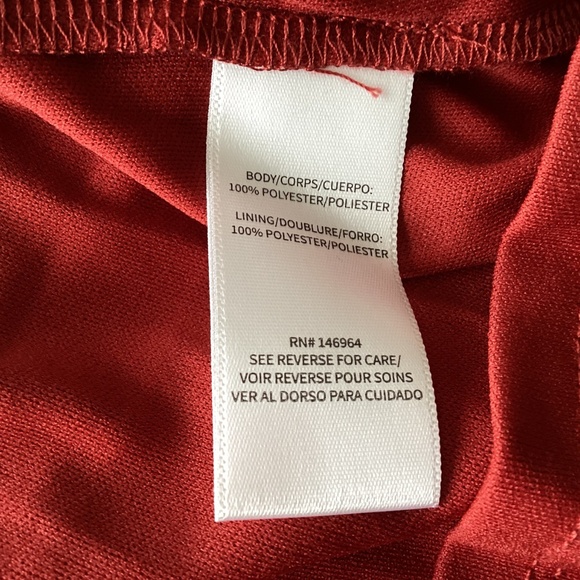 BODY/CORPS/CUERPO:
100% POLYESTER/POLIESTER
LINING/DOUBLURE/FORRO:
100% POLYESTER/POLIESTER
RN# 146964
SEE REVERSE FOR CARE/
VOIR REVERSE POUR SOINS
VER AL DORSO PARA CUIDADO